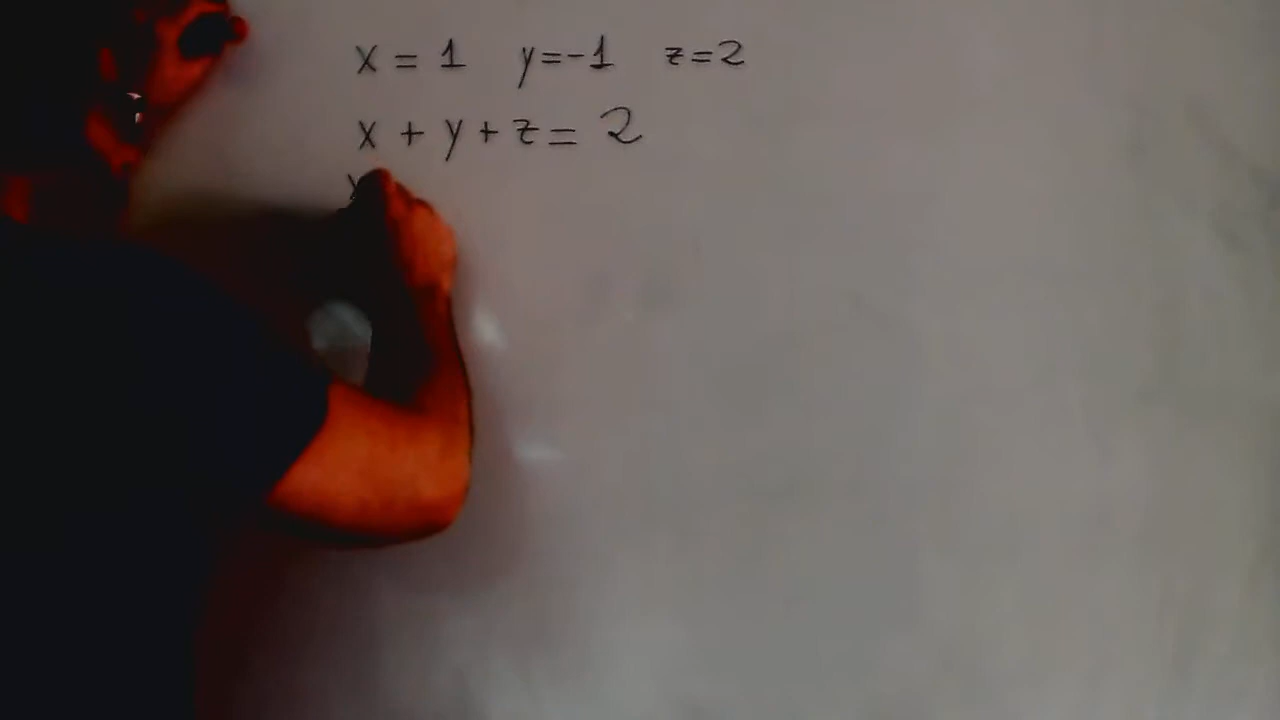 x = 1 y=-1 z=2
x + y + z = 2